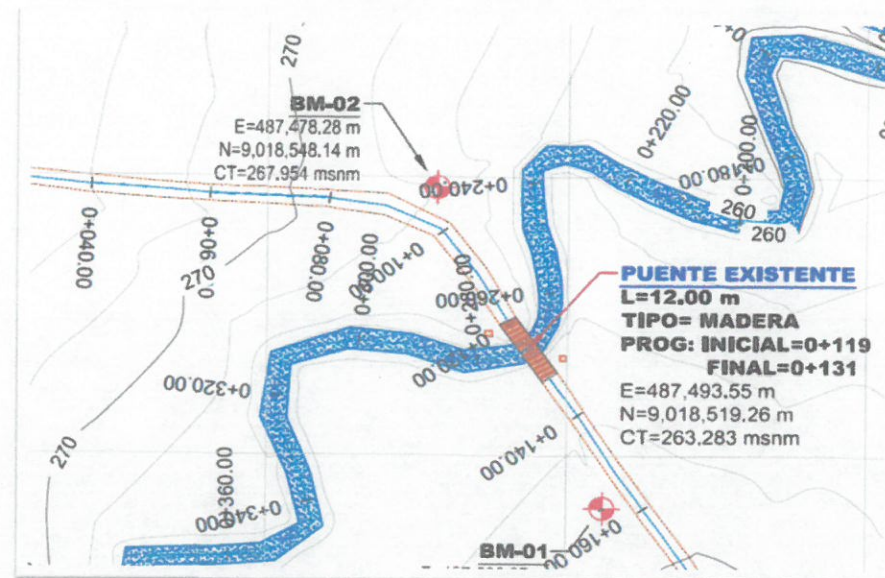 270
BM-02
E=487,478.28 m
N=9,018,548.14 m
CT=267.954 msnm
0+240.00
0+220.00
0+200.00
0+180.00
260
260
0+040.00
0+060
0+080.00
0+100.00
270
0+260.00
0+280.00
PUENTE EXISTENTE
L=12.00 m
TIPO= MADERA
PROG: INICIAL=0+119
FINAL=0+131
E=487,493.55 m
N=9,018,519.26 m
CT=263.283 msnm
0+320.00
270
0+140.00
0+360.00
0+340.00
0+160.00
BM-01